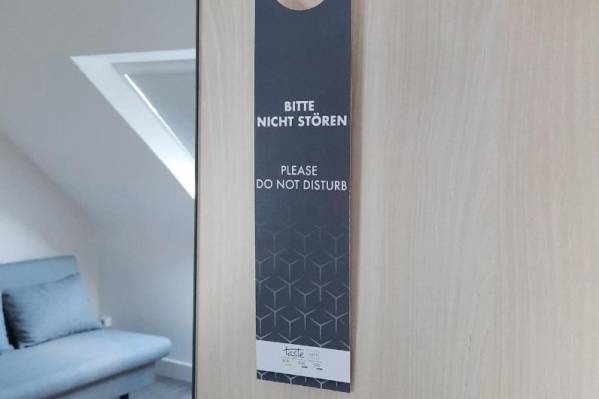 BITTE
NICHT STÖREN
PLEASE
DO NOT DISTURB
taste